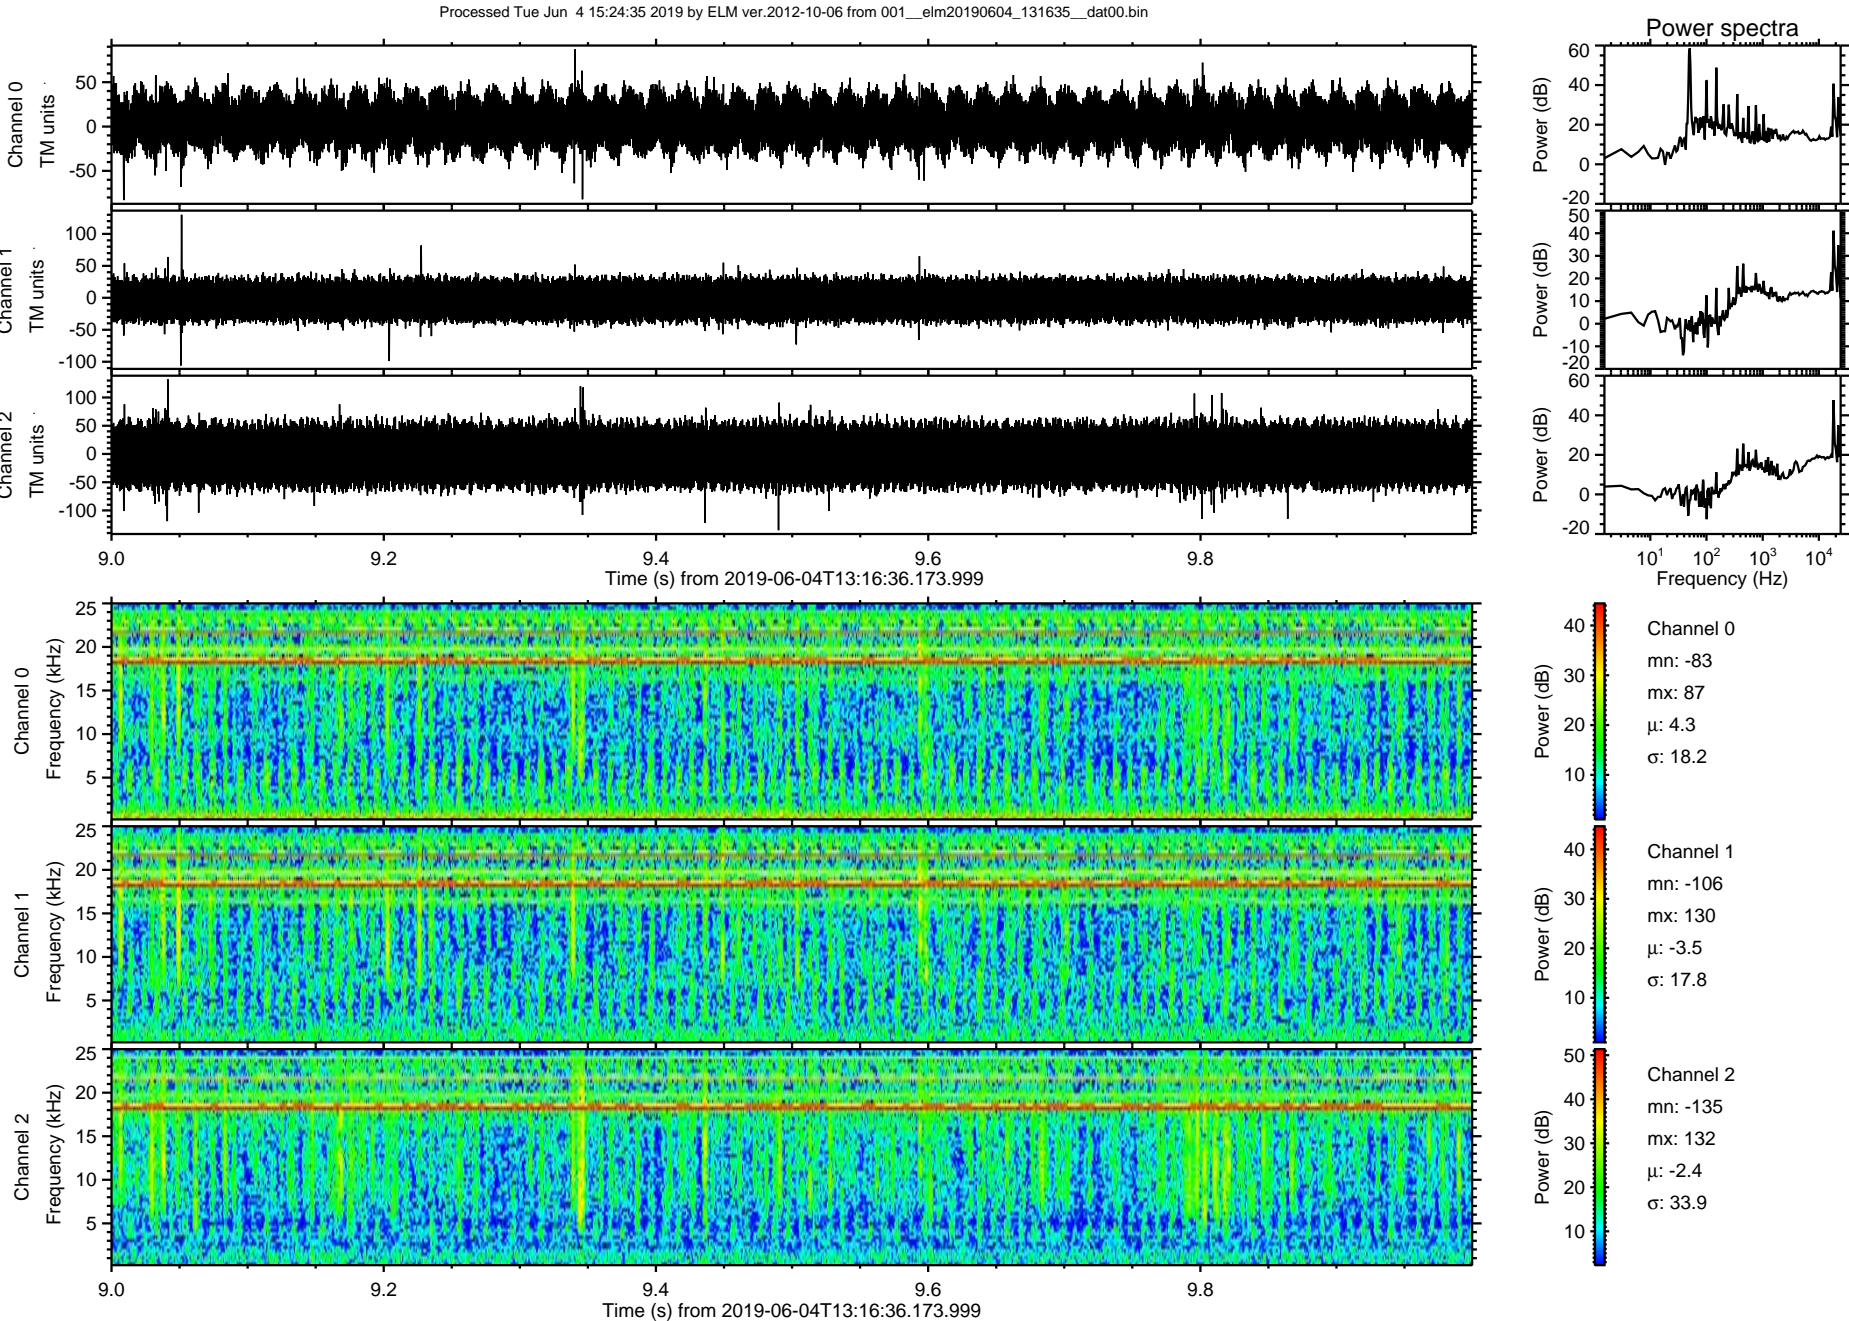 Processed Tue Jun  4 15:24:35 2019 by ELM ver.2012-10-06 from 001__elm20190604_131635__dat00.bin
Power spectra
Channel 0
TM units
50
0
-50
Power (dB)
60
40
20
0
-20
Channel 1
TM units
100
50
0
-50
-100
Power (dB)
50
40
30
20
10
0
-10
-20
Channel 2
TM units
100
50
0
-50
-100
Power (dB)
60
40
20
0
-20
9.0 9.2 9.4 9.6 9.8
Time (s) from 2019-06-04T13:16:36.173.999
10¹ 10² 10³ 10⁴
Frequency (Hz)
Channel 0
Frequency (kHz)
25
20
15
10
5
Power (dB)
40
30
20
10
Channel 0
mn: -83
mx: 87
µ: 4.3
σ: 18.2
Channel 1
Frequency (kHz)
25
20
15
10
5
Power (dB)
40
30
20
10
Channel 1
mn: -106
mx: 130
µ: -3.5
σ: 17.8
Channel 2
Frequency (kHz)
25
20
15
10
5
Power (dB)
50
40
30
20
10
Channel 2
mn: -135
mx: 132
µ: -2.4
σ: 33.9
9.0 9.2 9.4 9.6 9.8
Time (s) from 2019-06-04T13:16:36.173.999